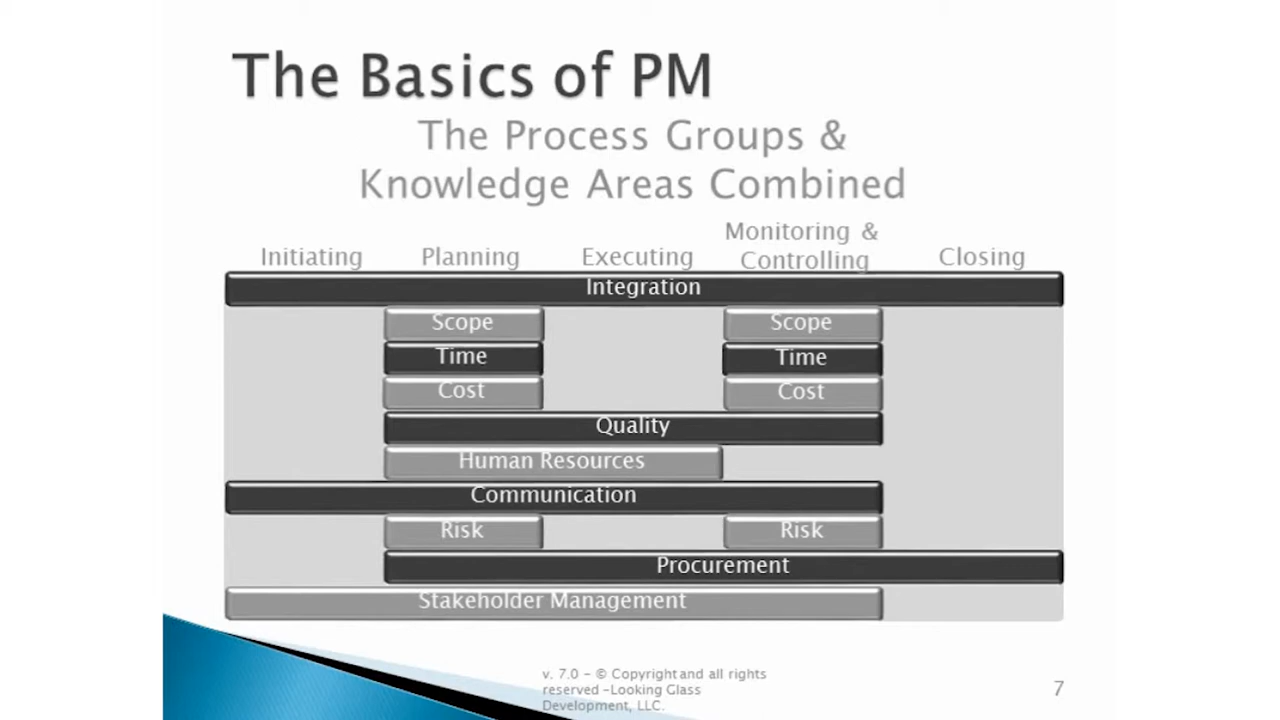 The Basics of PM
The Process Groups &
Knowledge Areas Combined
Initiating Planning Executing Monitoring & Controlling Closing
Integration
Scope Scope
Time Time
Cost Cost
Quality
Human Resources
Communication
Risk Risk
Procurement
Stakeholder Management
v. 7.0 - © Copyright and all rights
reserved -Looking Glass
Development, LLC.
7